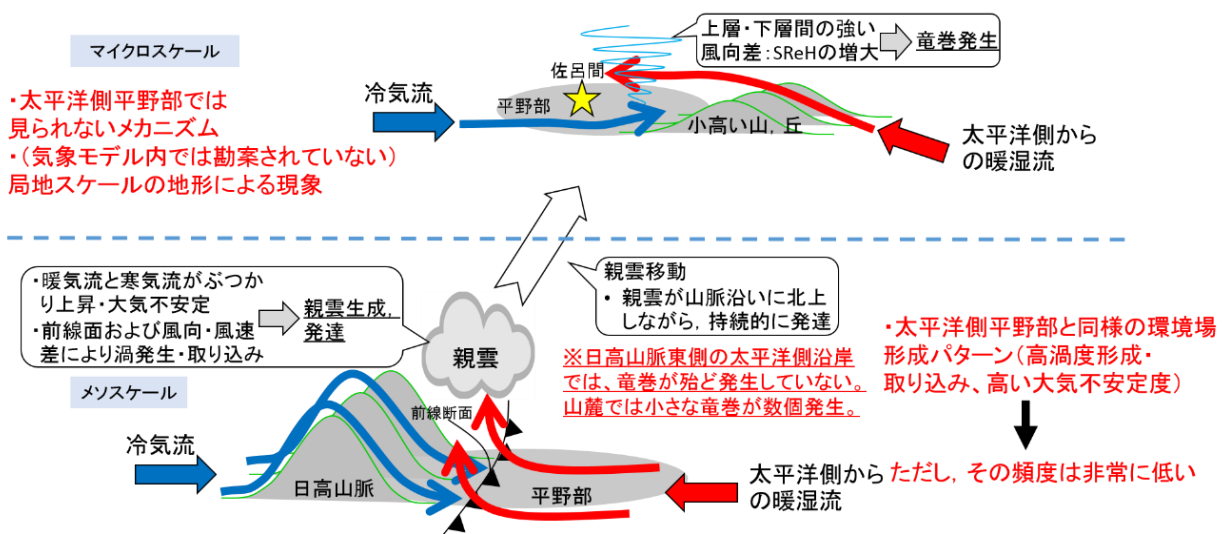 マイクロスケール
・太平洋側平野部では
見られないメカニズム
・(気象モデル内では勘案されていない)
局地スケールの地形による現象
冷気流
平野部
佐呂間
小高い山，丘
上層・下層間の強い
風向差：SReHの増大
竜巻発生
太平洋側から
の暖湿流
・暖気流と寒気流がぶつか
り上昇・大気不安定
・前線面および風向・風速
差により渦発生・取り込み
親雲生成，
発達
親雲
親雲移動
• 親雲が山脈沿いに北上
しながら，持続的に発達
※日高山脈東側の太平洋側沿岸
では、竜巻が殆ど発生していない。
山麓では小さな竜巻が数個発生。
・太平洋側平野部と同様の環境場
形成パターン(高渦度形成・
取り込み、高い大気不安定度)
ただし，その頻度は非常に低い
メソスケール
冷気流
日高山脈
前線断面
平野部
太平洋側から
の暖湿流